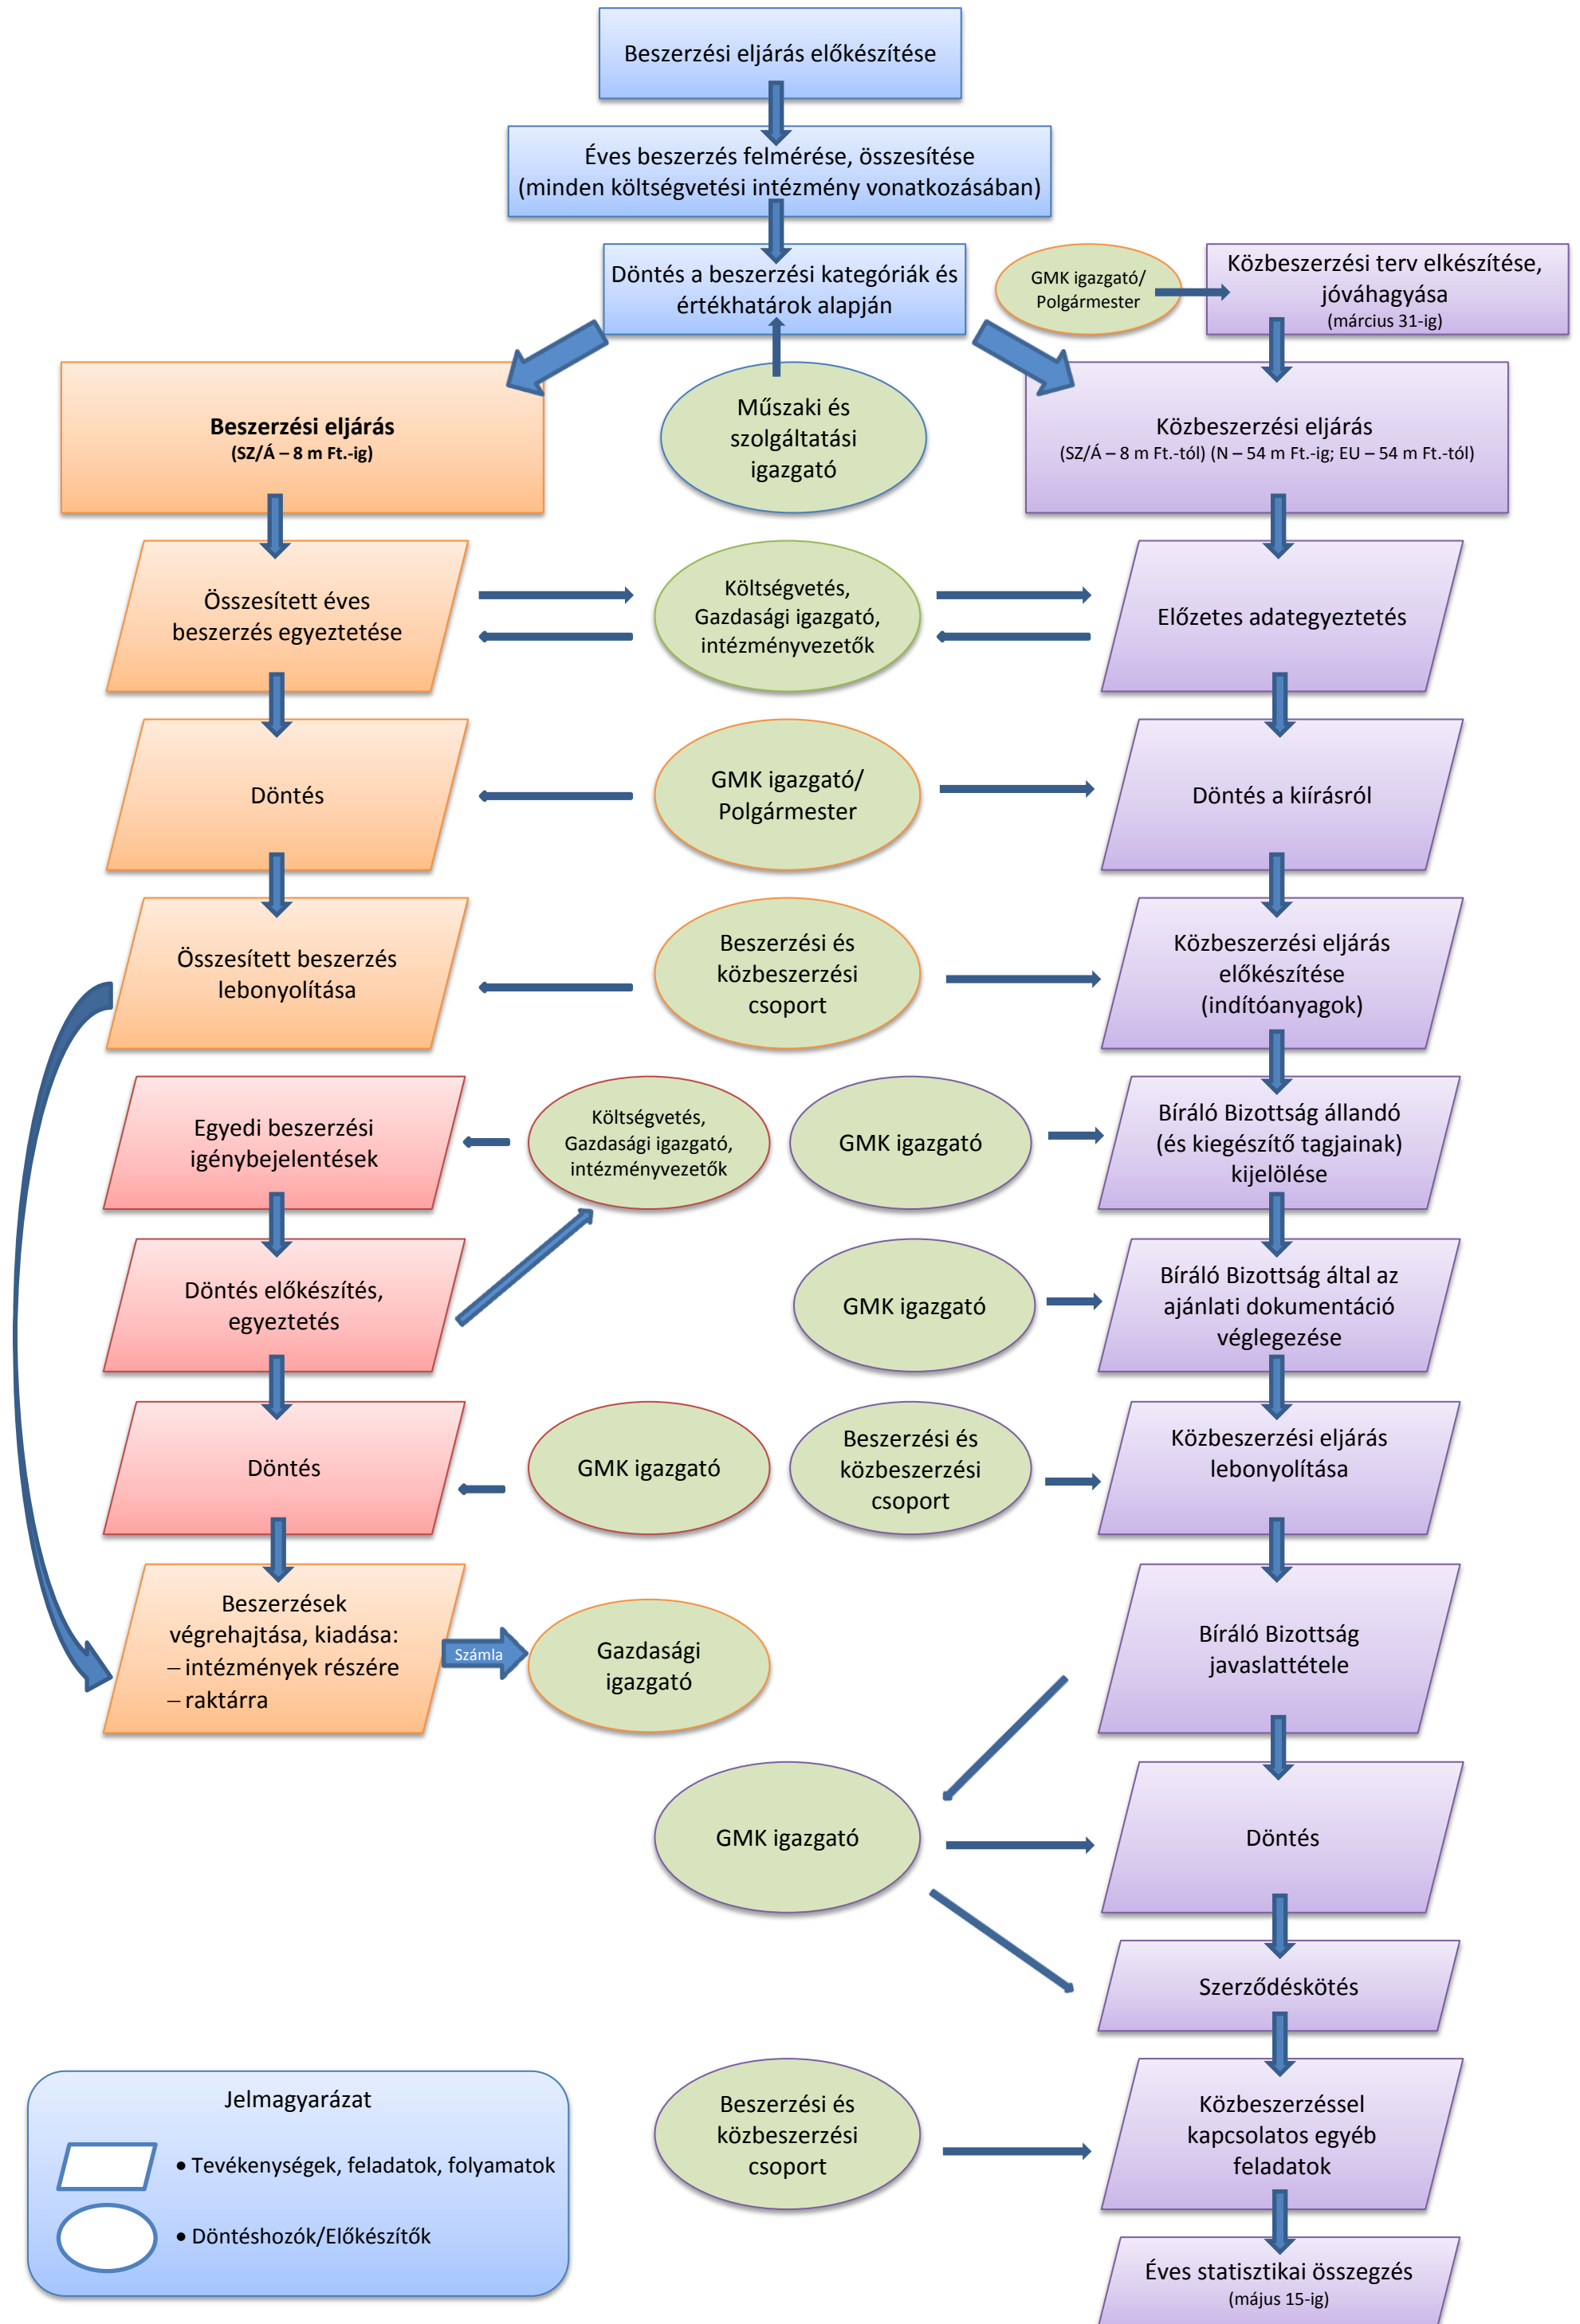 Beszerzési eljárás előkészítése
Éves beszerzés felmérése, összesítése
(minden költségvetési intézmény vonatkozásában)
Döntés a beszerzési kategóriák és
értékhatárok alapján
GMK igazgató/
Polgármester
Közbeszerzési terv elkészítése,
jóváhagyása
(március 31-ig)
Beszerzési eljárás
(SZ/Á – 8 m Ft.-ig)
Műszaki és
szolgáltatási
igazgató
Közbeszerzési eljárás
(SZ/Á – 8 m Ft.-tól) (N – 54 m Ft.-ig; EU – 54 m Ft.-tól)
Összesített éves
beszerzés egyeztetése
Költségvetés,
Gazdasági igazgató,
intézményvezetők
Előzetes adategyeztetés
Döntés
GMK igazgató/
Polgármester
Döntés a kiírásról
Összesített beszerzés
lebonyolítása
Beszerzési és
közbeszerzési
csoport
Közbeszerzési eljárás
előkészítése
(indítóanyagok)
Egyedi beszerzési
igénybejelentések
Költségvetés,
Gazdasági igazgató,
intézményvezetők
GMK igazgató
Bíráló Bizottság állandó
(és kiegészítő tagjainak)
kijelölése
Döntés előkészítés,
egyeztetés
GMK igazgató
Bíráló Bizottság által az
ajánlati dokumentáció
véglegezése
Döntés
GMK igazgató
Beszerzési és
közbeszerzési
csoport
Közbeszerzési eljárás
lebonyolítása
Beszerzések
végrehajtása, kiadása:
– intézmények részére
– raktárra
Számla
Gazdasági
igazgató
Bíráló Bizottság
javaslattétele
GMK igazgató
Döntés
Szerződéskötés
Beszerzési és
közbeszerzési
csoport
Közbeszerzéssel
kapcsolatos egyéb
feladatok
Éves statisztikai összegzés
(május 15-ig)
Jelmagyarázat
• Tevékenységek, feladatok, folyamatok
• Döntéshozók/Előkészítők